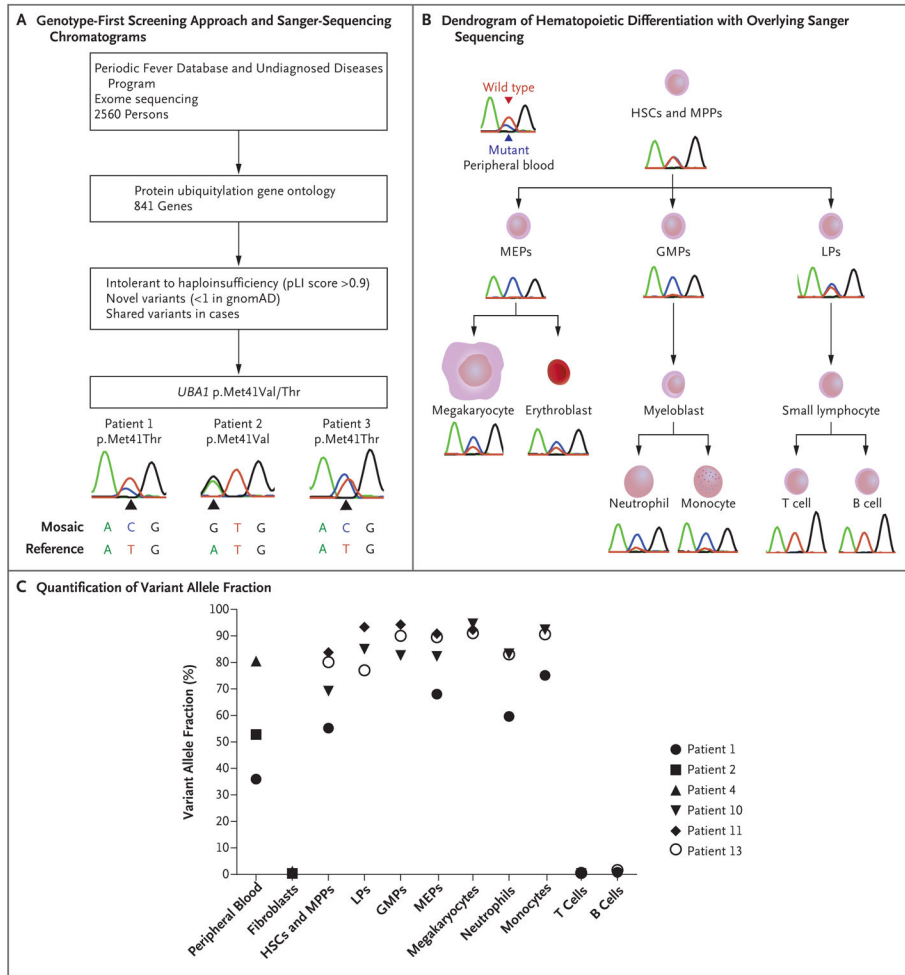 A Genotype-First Screening Approach and Sanger-Sequencing
Chromatograms
Periodic Fever Database and Undiagnosed Diseases
Program
Exome sequencing
2560 Persons
Protein ubiquitylation gene ontology
841 Genes
Intolerant to haploinsufficiency (pLI score >0.9)
Novel variants (<1 in gnomAD)
Shared variants in cases
UBA1 p.Met41Val/Thr
Patient 1 Patient 2 Patient 3
p.Met41Thr p.Met41Val p.Met41Thr
Mosaic A C G G T G A C G
Reference A T G A T G A T G
B Dendrogram of Hematopoietic Differentiation with Overlying Sanger
Sequencing
Wild type
Mutant
Peripheral blood
HSCs and MPPs
MEPs GMPs LPs
Megakaryocyte Erythroblast Myeloblast Small lymphocyte
Neutrophil Monocyte T cell B cell
C Quantification of Variant Allele Fraction
Variant Allele Fraction (%)
100
90
80
70
60
50
40
30
20
10
0
Peripheral Blood
Fibroblasts
HSCs and MPPs
LPs
GMPs
MEPs
Megakaryocytes
Neutrophils
Monocytes
T Cells
B Cells
Patient 1
Patient 2
Patient 4
Patient 10
Patient 11
Patient 13